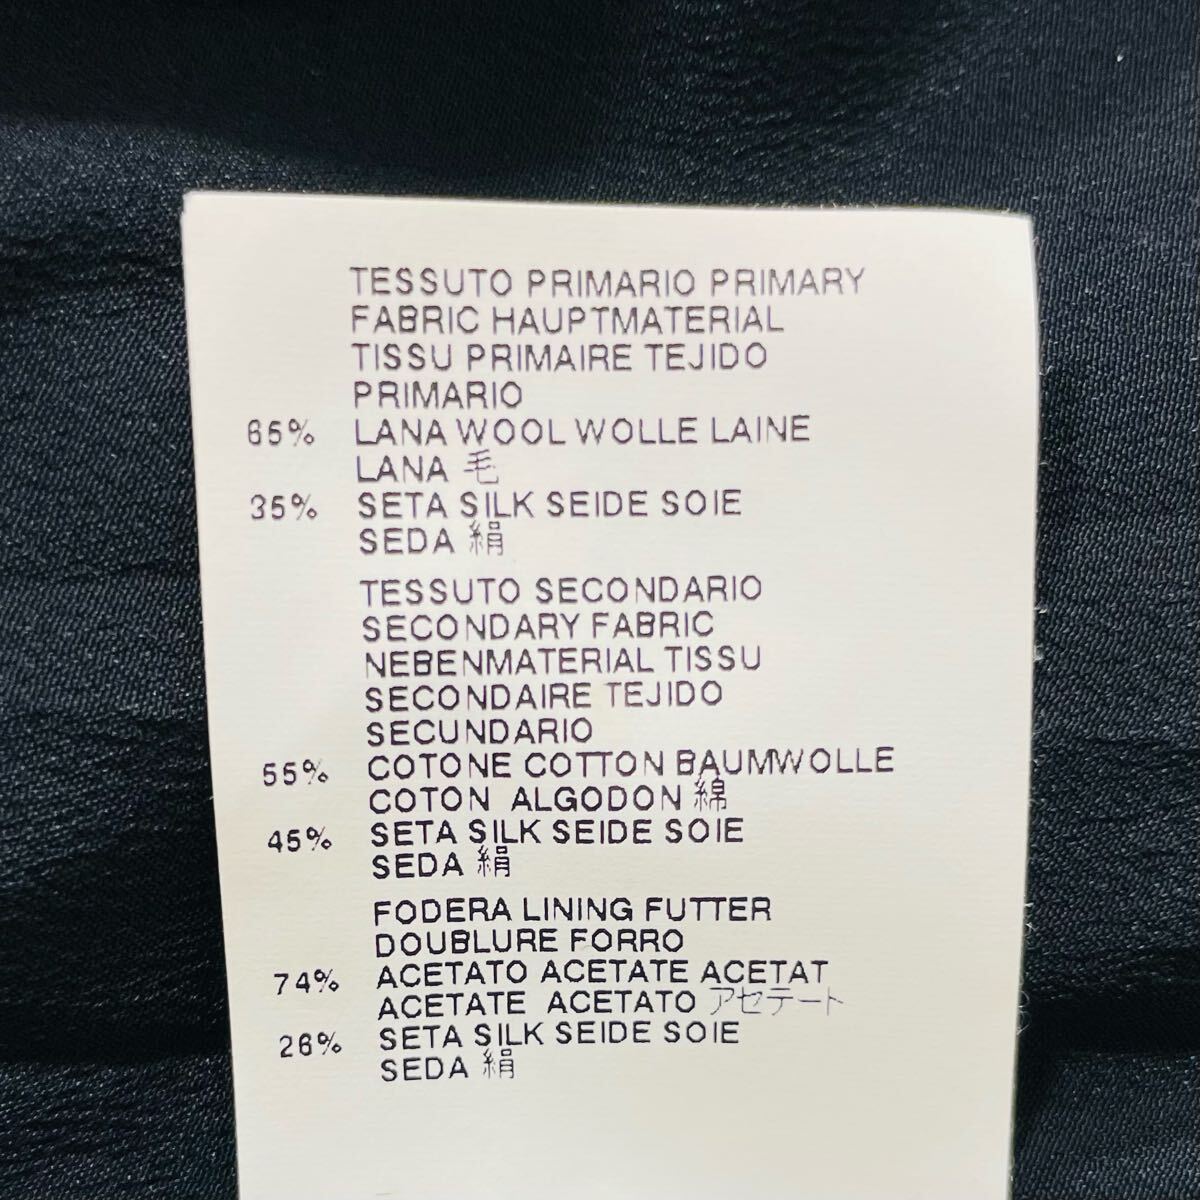 TESSUTO PRIMARIO PRIMARY
FABRIC HAUPTMATERIAL
TISSU PRIMAIRE TEJIDO
PRIMARIO
65% LANA WOOL WOLLE LAINE
LANA 毛
35% SETA SILK SEIDE SOIE
SEDA 絹
TESSUTO SECONDARIO
SECONDARY FABRIC
NEBENMATERIAL TISSU
SECONDAIRE TEJIDO
SECUNDARIO
55% COTONE COTTON BAUMWOLLE
COTON ALGODON 綿
45% SETA SILK SEIDE SOIE
SEDA 絹
FODERA LINING FUTTER
DOUBLURE FORRO
74% ACETATO ACETATE ACETAT
ACETATE ACETATO アセテート
26% SETA SILK SEIDE SOIE
SEDA 絹